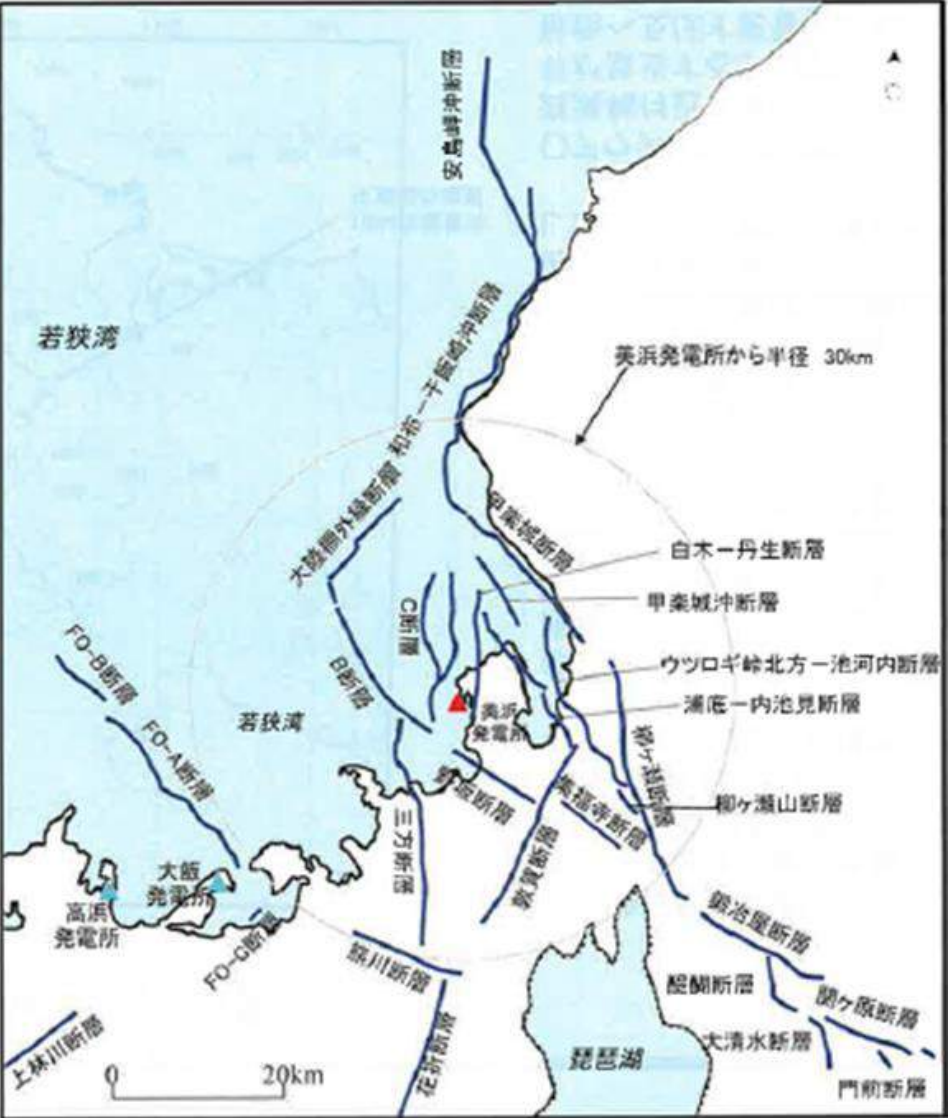 安島岬沖断層
若狭湾
和布－干飯崎沖断層
美浜発電所から半径 30km
大陸棚外縁断層
甲楽城断層
白木－丹生断層
甲楽城沖断層
C断層
FO-B断層
B断層
ウツロギ峠北方－池河内断層
浦底－内池見断層
若狭湾
美浜
発電所
FO-A断層
柳ヶ瀬断層
野坂断層
集福寺断層
柳ヶ瀬山断層
三方断層
敦賀断層
大飯
発電所
高浜
発電所
鍛冶屋断層
FO-C断層
熊川断層
醍醐断層
関ヶ原断層
上林川断層
花折断層
大清水断層
琵琶湖
門前断層
0 20km